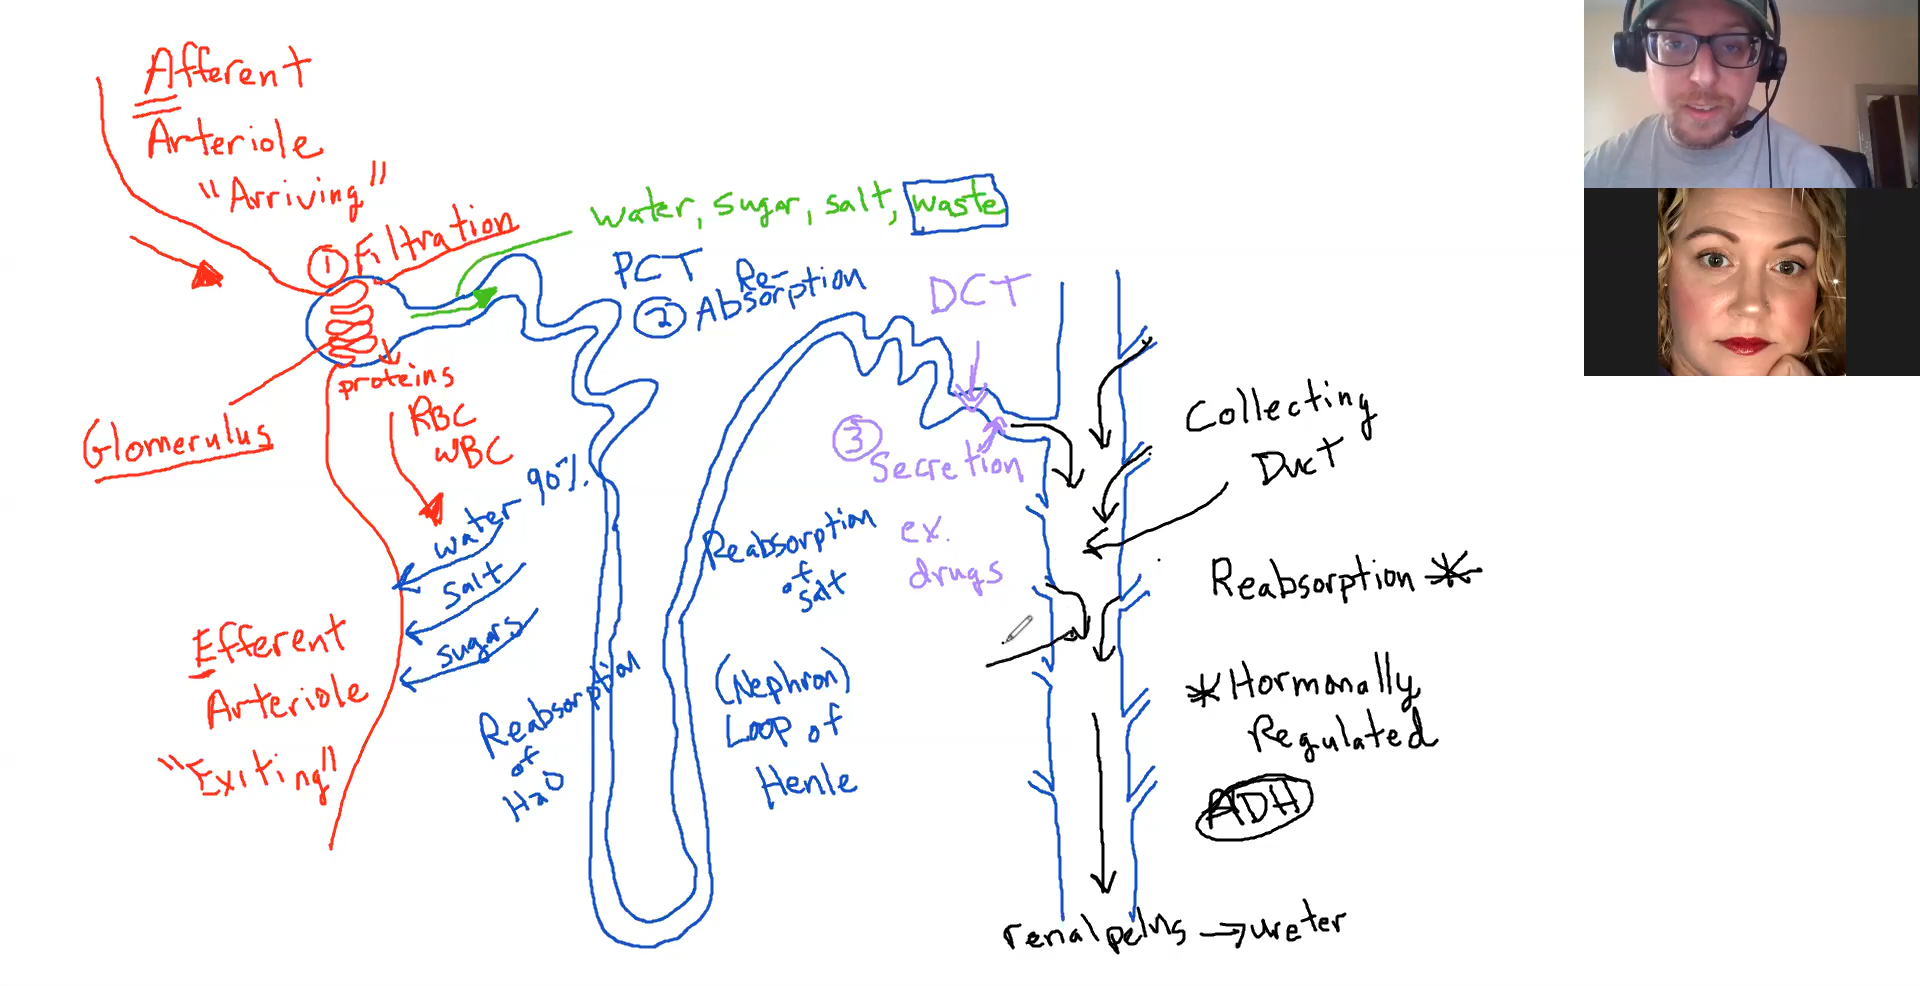 Afferent
Arteriole
"Arriving"
① Filtration
water, sugar, salt, waste
PCT
② Re-
Absorption
DCT
proteins
RBC
WBC
Glomerulus
water 90%
salt
sugars
Efferent
Arteriole
"Exiting"
Reabsorption
of
H2O
Reabsorption
of
salt
(Nephron)
Loop of
Henle
③
Secretion
ex.
drugs
Collecting
Duct
Reabsorption *
* Hormonally
Regulated
ADH
renal pelvis → ureter